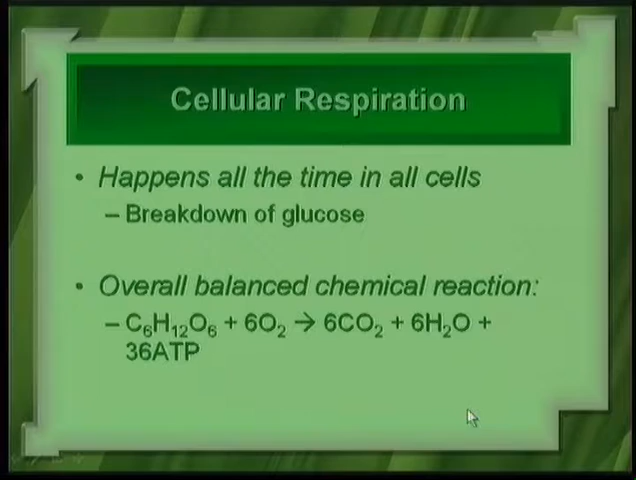 Cellular Respiration
• Happens all the time in all cells
– Breakdown of glucose
• Overall balanced chemical reaction:
– C₆H₁₂O₆ + 6O₂ → 6CO₂ + 6H₂O +
36ATP